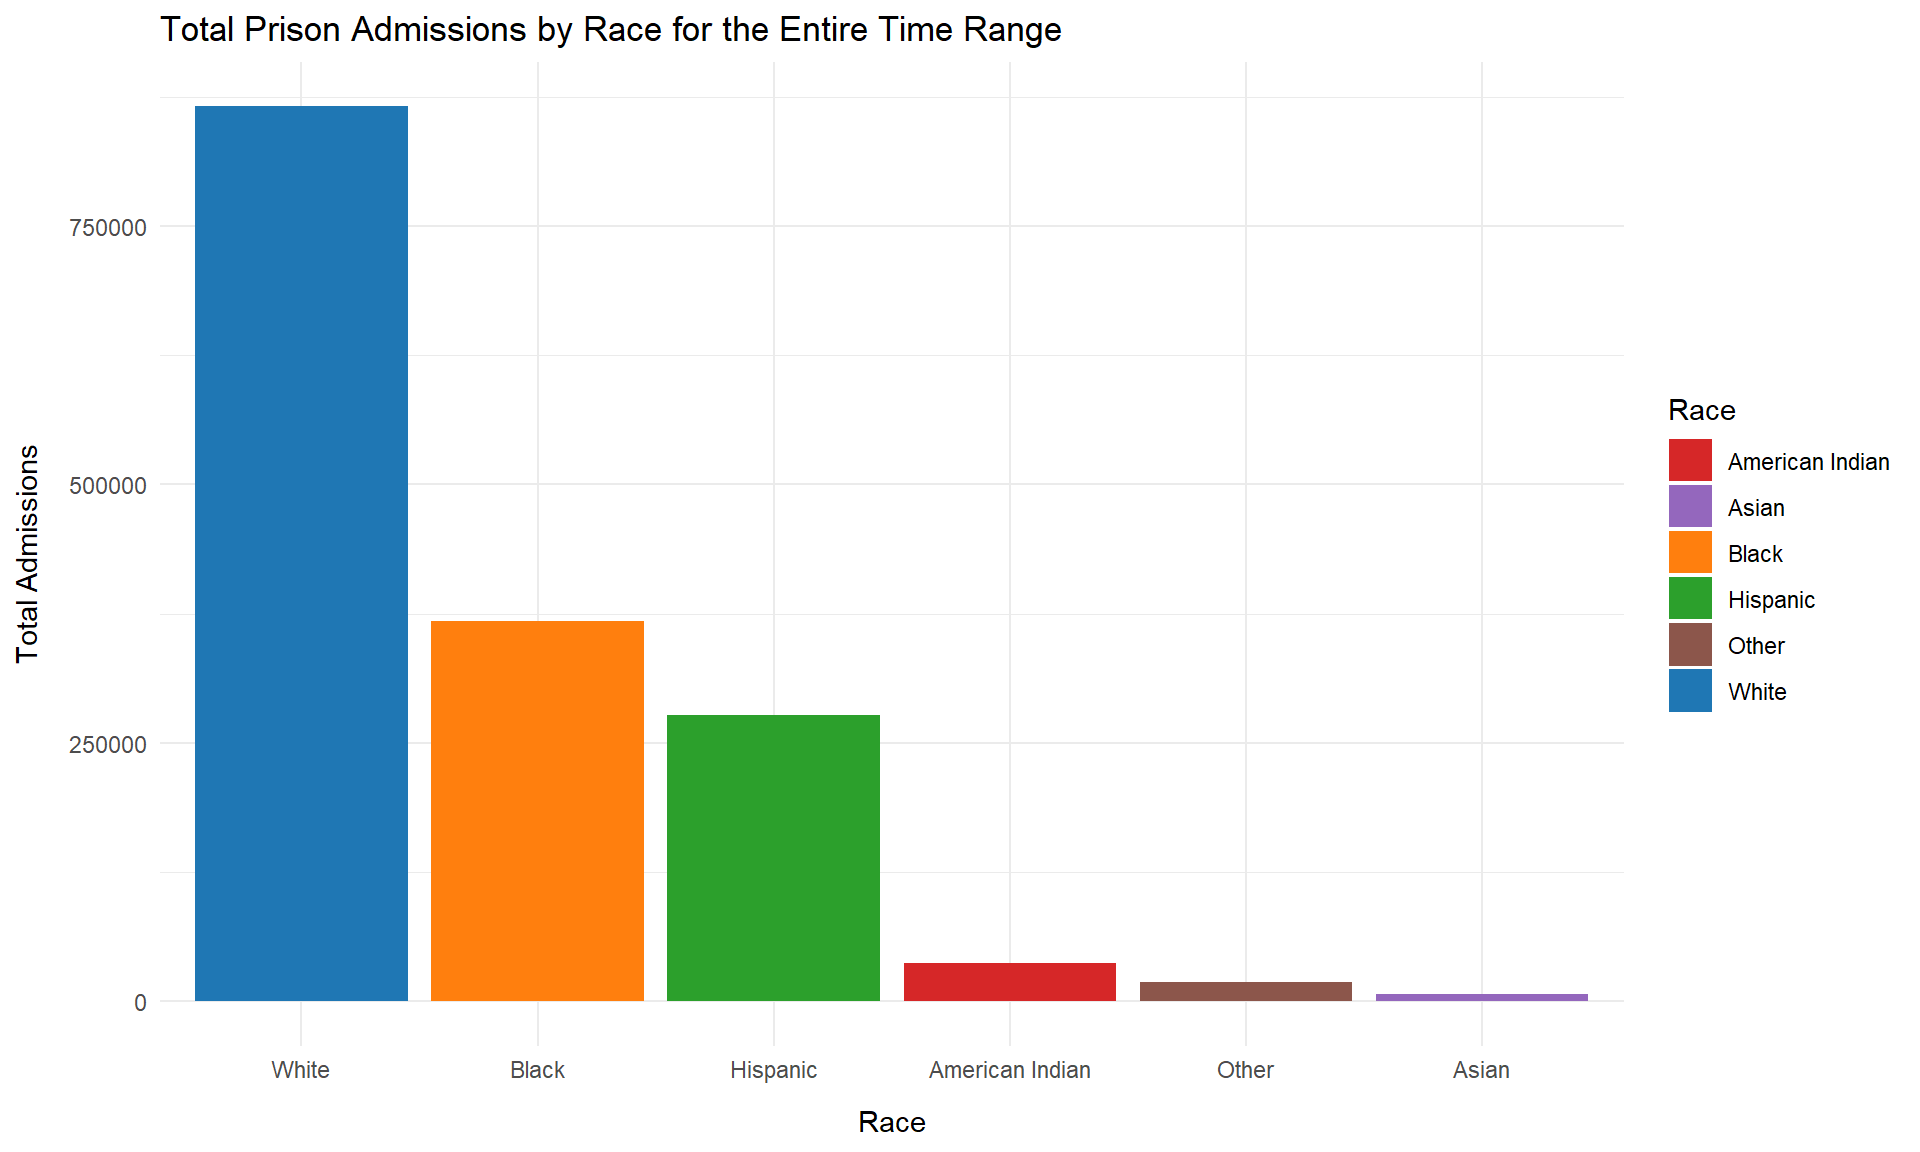 Total Prison Admissions by Race for the Entire Time Range
Total Admissions
750000
500000
250000
0
White
Black
Hispanic
American Indian
Other
Asian
Race
Race
American Indian
Asian
Black
Hispanic
Other
White